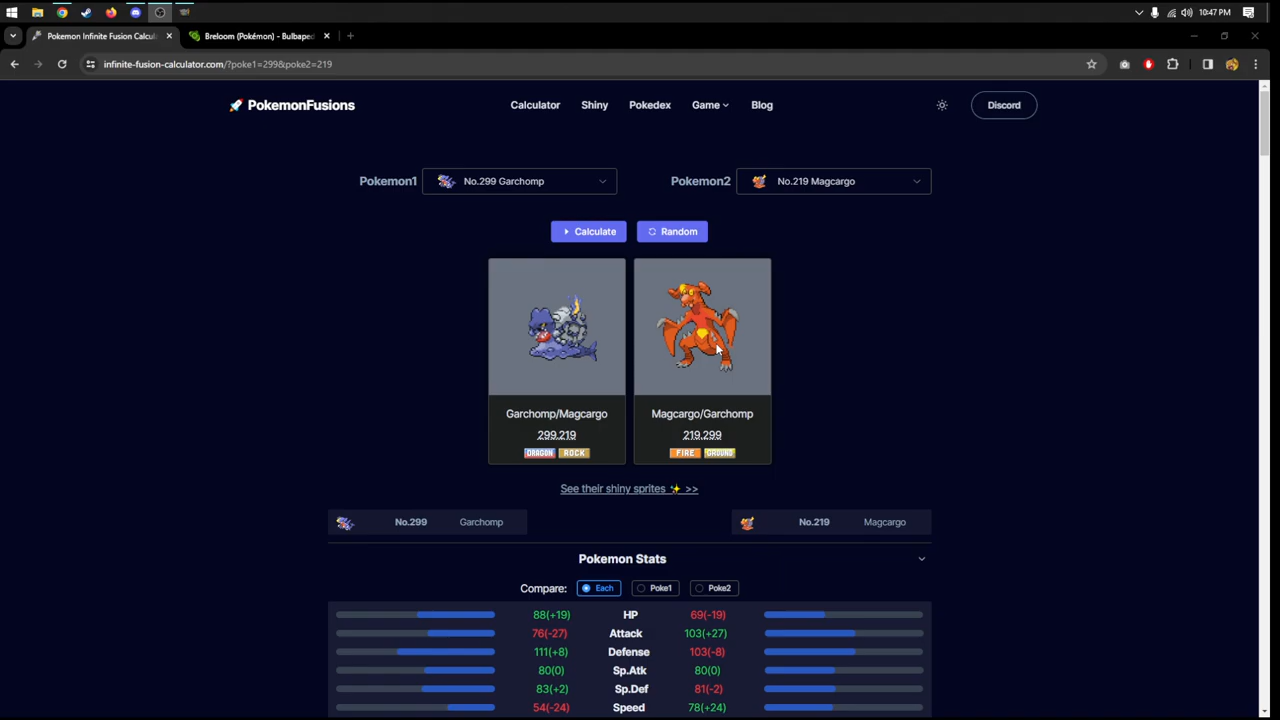 10:47 PM
Pokemon Infinite Fusion Calcul
Breloom (Pokémon) - Bulbaped
infinite-fusion-calculator.com/?poke1=299&poke2=219
PokemonFusions
Calculator Shiny Pokedex Game Blog
Discord
Pokemon1 No.299 Garchomp
Pokemon2 No.219 Magcargo
Calculate
Random
Garchomp/Magcargo
299.219
DRAGON ROCK
Magcargo/Garchomp
219.299
FIRE GROUND
See their shiny sprites ✨ >>
No.299 Garchomp
No.219 Magcargo
Pokemon Stats
Compare: Each Poke1 Poke2
88(+19) HP 69(-19)
76(-27) Attack 103(+27)
111(+8) Defense 103(-8)
80(0) Sp.Atk 80(0)
83(+2) Sp.Def 81(-2)
54(-24) Speed 78(+24)